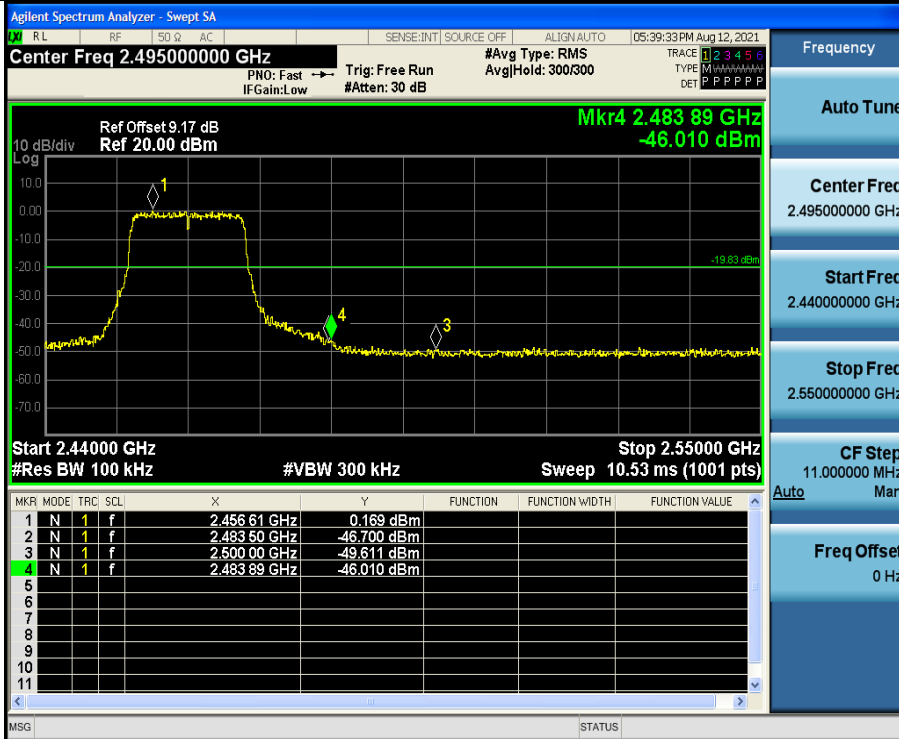 Agilent Spectrum Analyzer - Swept SA
LXI RL RF 50 Ω AC SENSE:INT SOURCE OFF ALIGN AUTO 05:39:33 PM Aug 12, 2021
Center Freq 2.495000000 GHz
PNO: Fast
IFGain:Low
Trig: Free Run
#Atten: 30 dB
#Avg Type: RMS
Avg|Hold: 300/300
TRACE 1 2 3 4 5 6
TYPE M
DET P P P P P P
Mkr4 2.483 89 GHz
-46.010 dBm
Ref Offset 9.17 dB
10 dB/div Ref 20.00 dBm
Log
10.0
0.00
-10.0
-20.0
-30.0
-40.0
-50.0
-60.0
-70.0
1
4
3
-19.83 dBm
Start 2.44000 GHz Stop 2.55000 GHz
#Res BW 100 kHz #VBW 300 kHz Sweep 10.53 ms (1001 pts)
MKR MODE TRC SCL X Y FUNCTION FUNCTION WIDTH FUNCTION VALUE
1 N 1 f 2.456 61 GHz 0.169 dBm
2 N 1 f 2.483 50 GHz -46.700 dBm
3 N 1 f 2.500 00 GHz -49.611 dBm
4 N 1 f 2.483 89 GHz -46.010 dBm
5
6
7
8
9
10
11
MSG STATUS
Frequency
Auto Tune
Center Freq
2.495000000 GHz
Start Freq
2.440000000 GHz
Stop Freq
2.550000000 GHz
CF Step
11.000000 MHz
Auto Man
Freq Offset
0 Hz